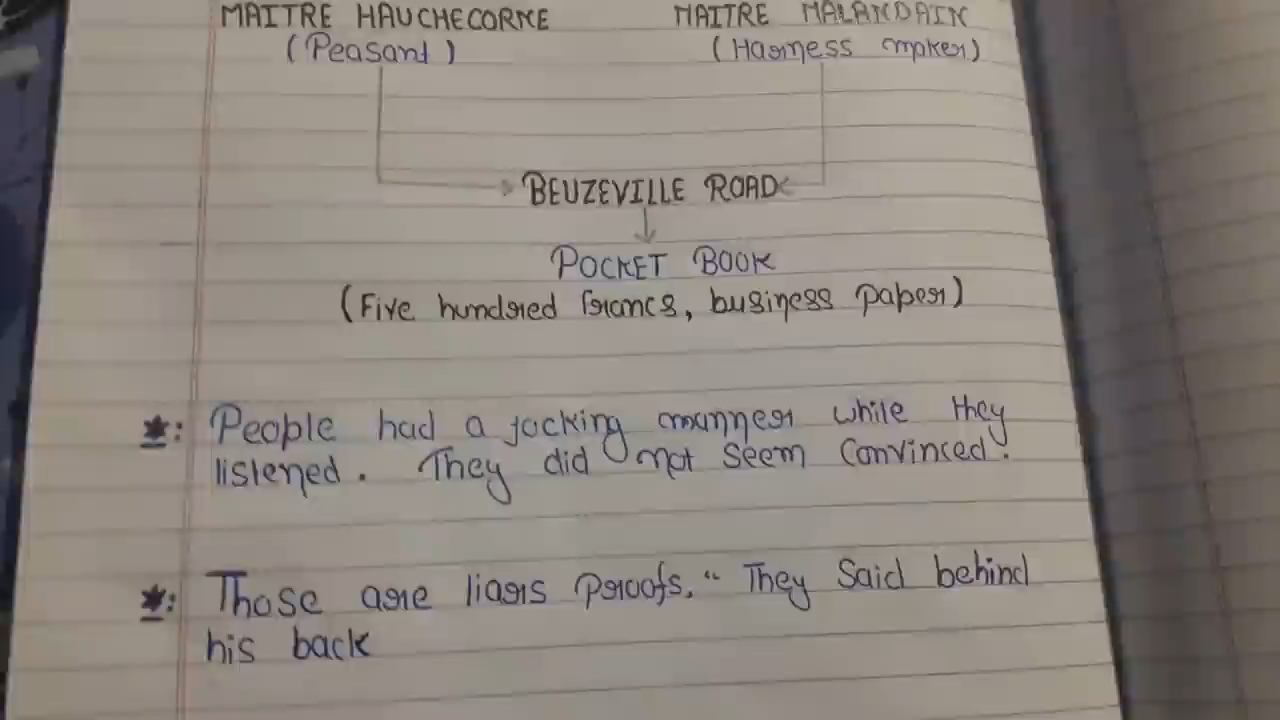 MAITRE HAUCHECORNE MAITRE MALANDAIN
(Peasant) (Harness maker)
BEUZEVILLE ROAD
POCKET BOOK
(Five hundred francs, business paper)
*: People had a jocking manner while they
listened. They did not seem convinced.
*: Those are liars proofs." They said behind
his back